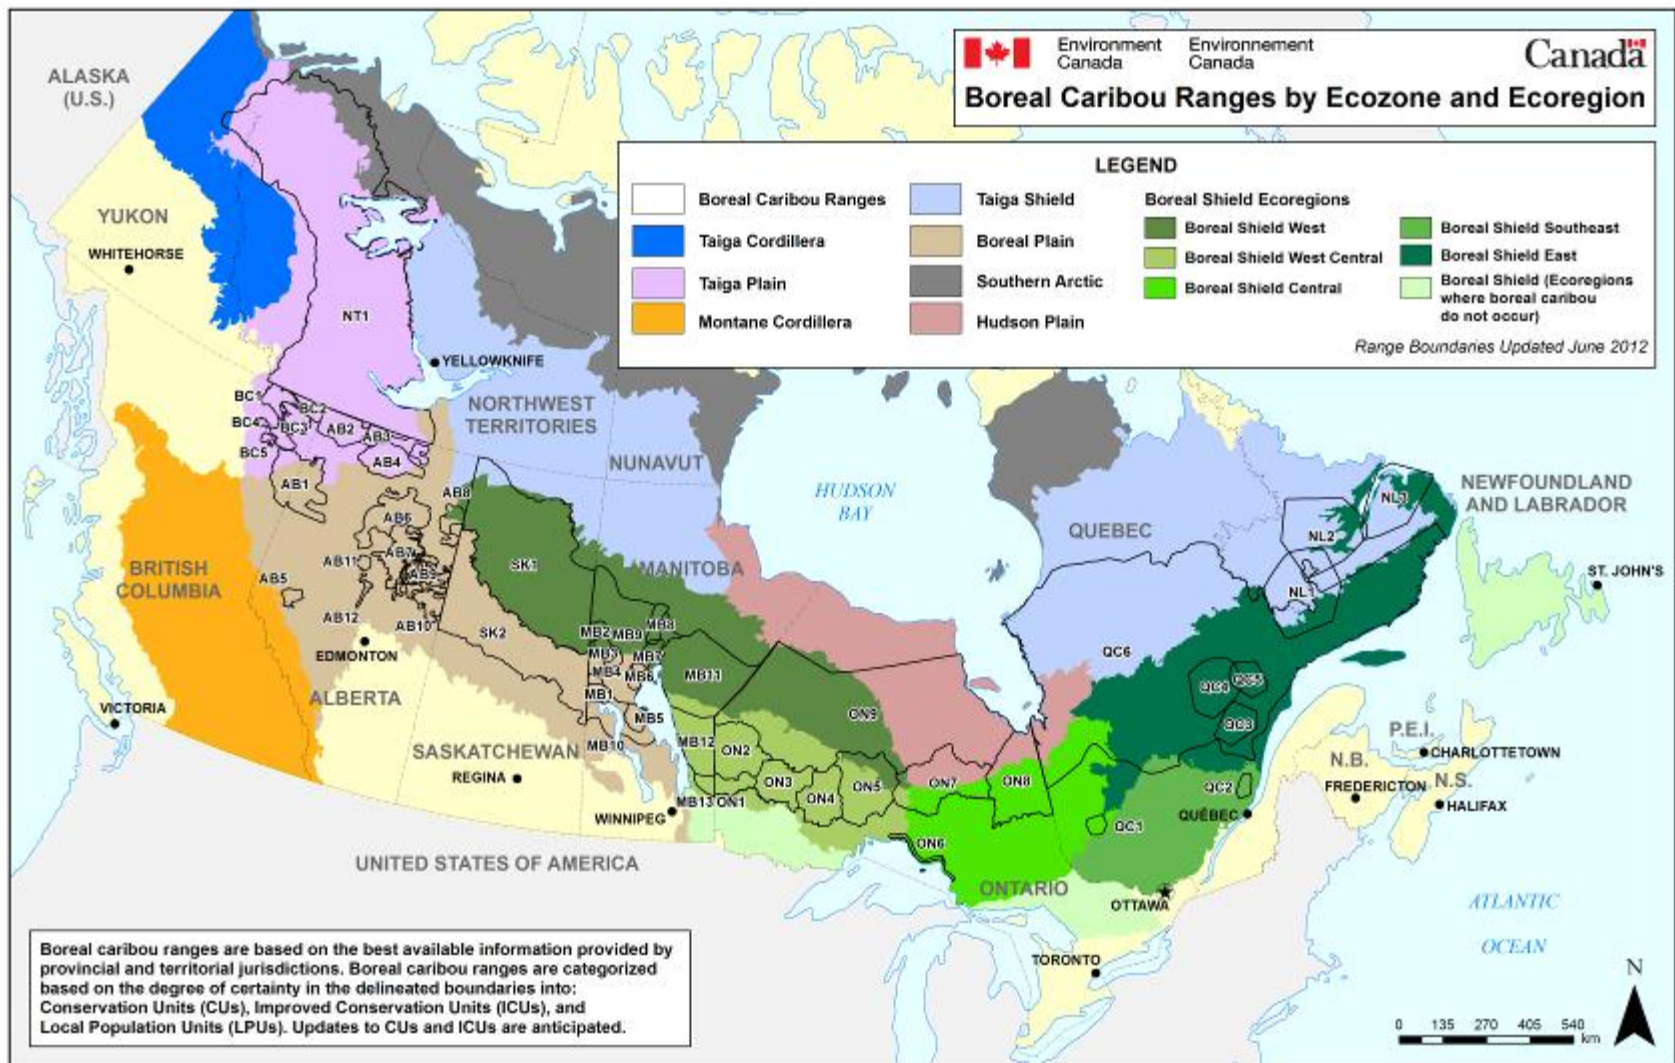 Environment Canada
Environnement Canada
Canada
Boreal Caribou Ranges by Ecozone and Ecoregion
LEGEND
Boreal Caribou Ranges
Taiga Cordillera
Taiga Plain
Montane Cordillera
Taiga Shield
Boreal Plain
Southern Arctic
Hudson Plain
Boreal Shield Ecoregions
Boreal Shield West
Boreal Shield West Central
Boreal Shield Central
Boreal Shield Southeast
Boreal Shield East
Boreal Shield (Ecoregions
where boreal caribou
do not occur)
Range Boundaries Updated June 2012
ALASKA
(U.S.)
YUKON
WHITEHORSE
NT1
YELLOWKNIFE
NORTHWEST
TERRITORIES
NUNAVUT
BC1
BC2
BC4
BC3
BC5
AB2
AB3
AB4
AB1
AB8
AB6
AB7
AB11
AB9
AB5
AB12
AB10
BRITISH
COLUMBIA
EDMONTON
ALBERTA
VICTORIA
SK1
SK2
SASKATCHEWAN
REGINA
MANITOBA
MB2
MB9
MB8
MB3
MB7
MB4
MB6
MB1
MB5
MB10
MB11
MB12
MB13
WINNIPEG
HUDSON
BAY
ON1
ON2
ON3
ON4
ON5
ON9
ON7
ON8
ON6
ONTARIO
OTTAWA
TORONTO
QUEBEC
QC6
QC4
QC5
QC3
QC2
QC1
QUÉBEC
NL3
NL2
NL1
NEWFOUNDLAND
AND LABRADOR
ST. JOHN'S
P.E.I.
CHARLOTTETOWN
N.B.
FREDERICTON
N.S.
HALIFAX
UNITED STATES OF AMERICA
ATLANTIC
OCEAN
Boreal caribou ranges are based on the best available information provided by
provincial and territorial jurisdictions. Boreal caribou ranges are categorized
based on the degree of certainty in the delineated boundaries into:
Conservation Units (CUs), Improved Conservation Units (ICUs), and
Local Population Units (LPUs). Updates to CUs and ICUs are anticipated.
N
0 135 270 405 540
km